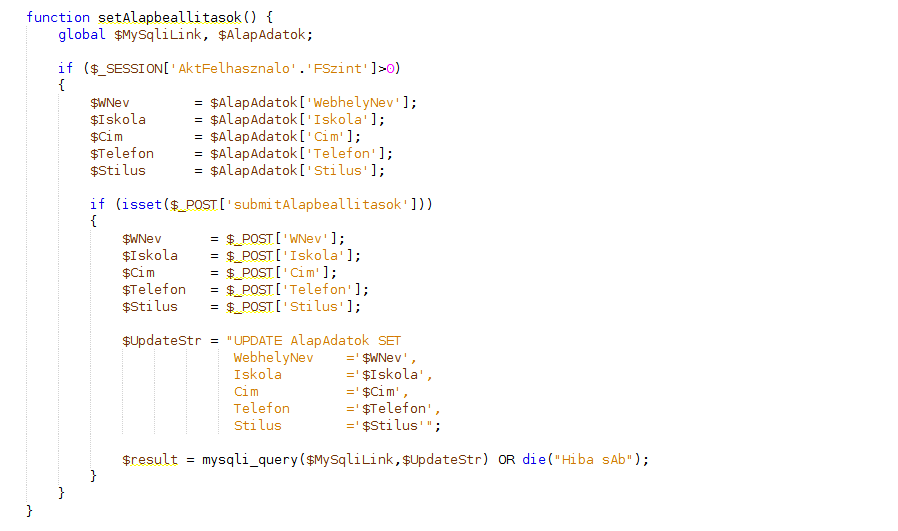 function setAlapbeallitasok() {
    global $MySqliLink, $AlapAdatok;

    if ($_SESSION['AktFelhasznalo'.'FSzint']>0)
    {
        $WNev        = $AlapAdatok['WebhelyNev'];
        $Iskola      = $AlapAdatok['Iskola'];
        $Cim         = $AlapAdatok['Cim'];
        $Telefon     = $AlapAdatok['Telefon'];
        $Stilus      = $AlapAdatok['Stilus'];

        if (isset($_POST['submitAlapbeallitasok']))
        {
            $WNev      = $_POST['WNev'];
            $Iskola    = $_POST['Iskola'];
            $Cim       = $_POST['Cim'];
            $Telefon   = $_POST['Telefon'];
            $Stilus    = $_POST['Stilus'];

            $UpdateStr = "UPDATE AlapAdatok SET
                          WebhelyNev    ='$WNev',
                          Iskola        ='$Iskola',
                          Cim           ='$Cim',
                          Telefon       ='$Telefon',
                          Stilus        ='$Stilus'";

            $result = mysqli_query($MySqliLink,$UpdateStr) OR die("Hiba sAb");
        }
    }
}